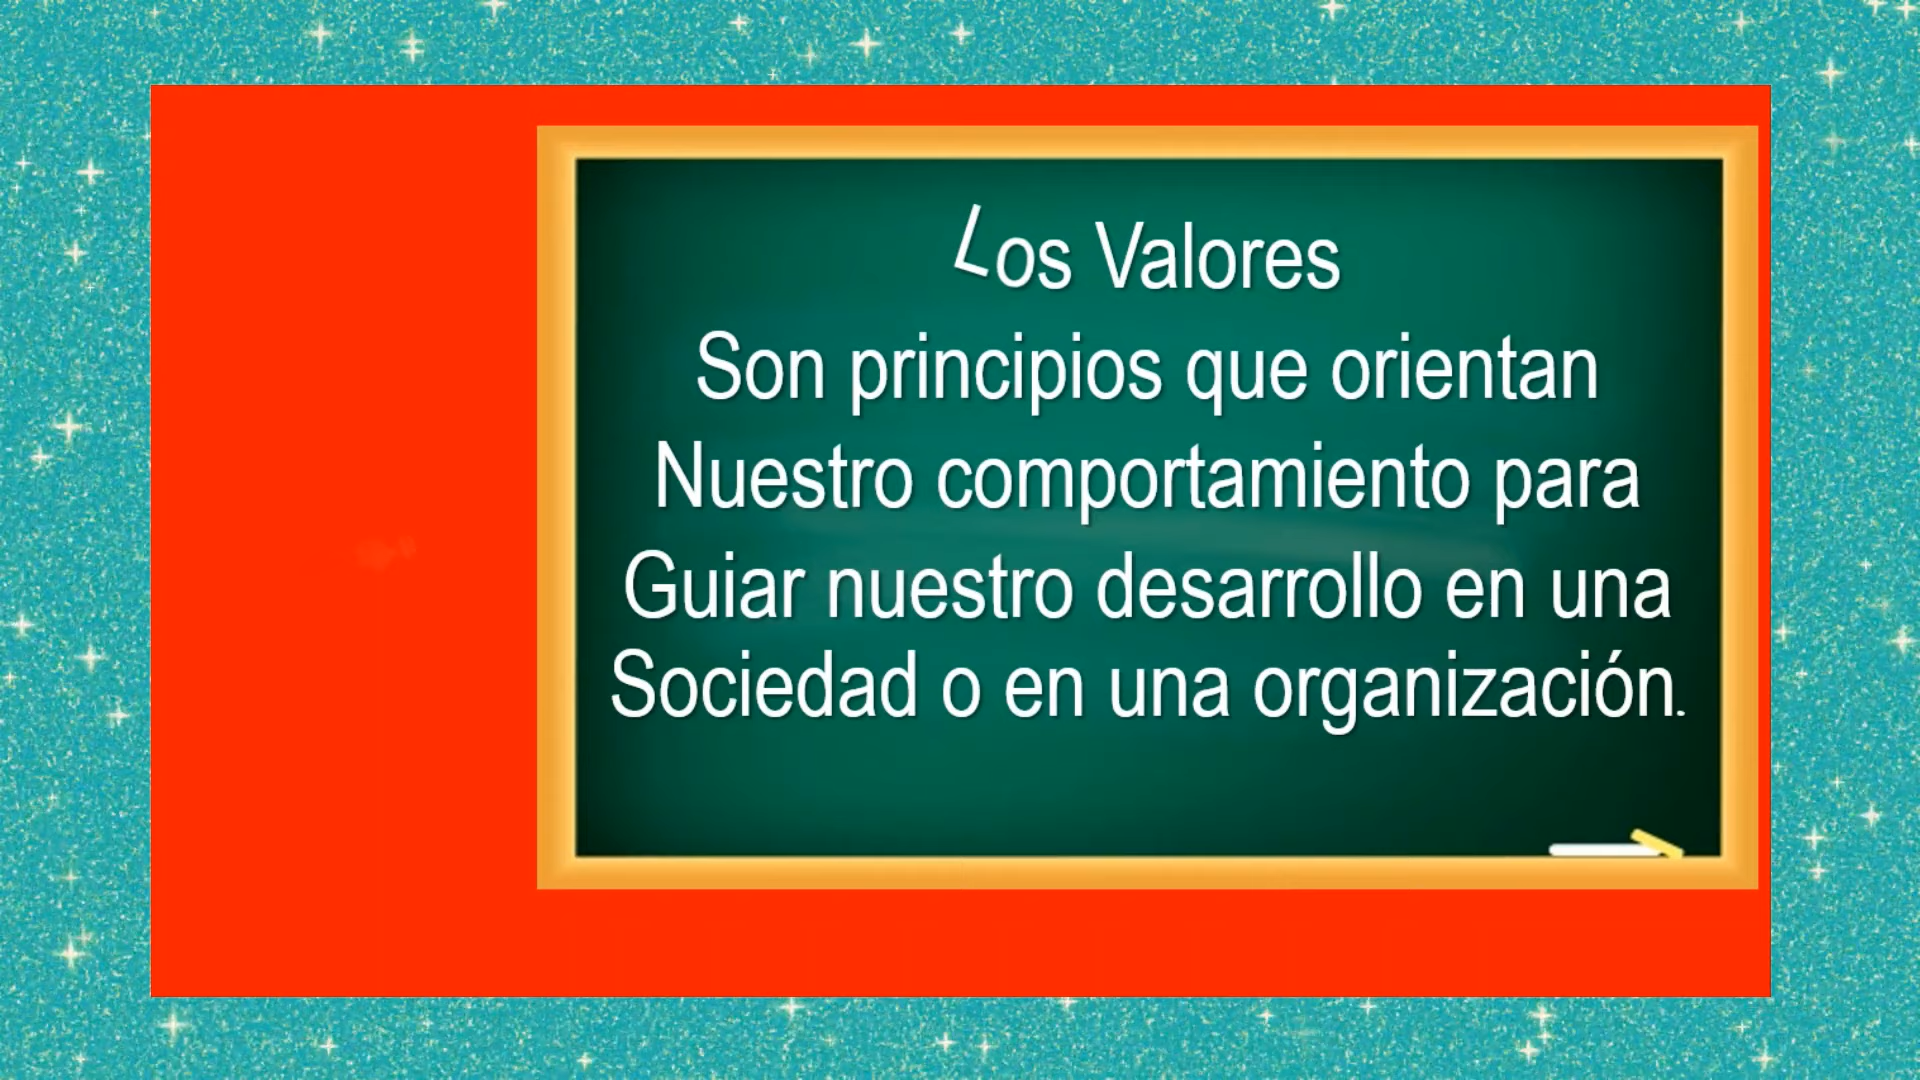 Los Valores
Son principios que orientan
Nuestro comportamiento para
Guiar nuestro desarrollo en una
Sociedad o en una organización.